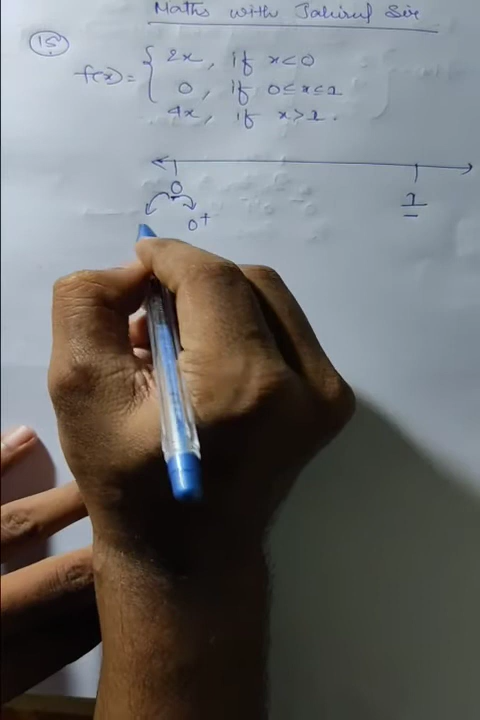 Maths with Jahirul Sir
15
f(x) = { 2x, if x<0
0, if 0≤x≤1
4x, if x>1.
0 1
0+